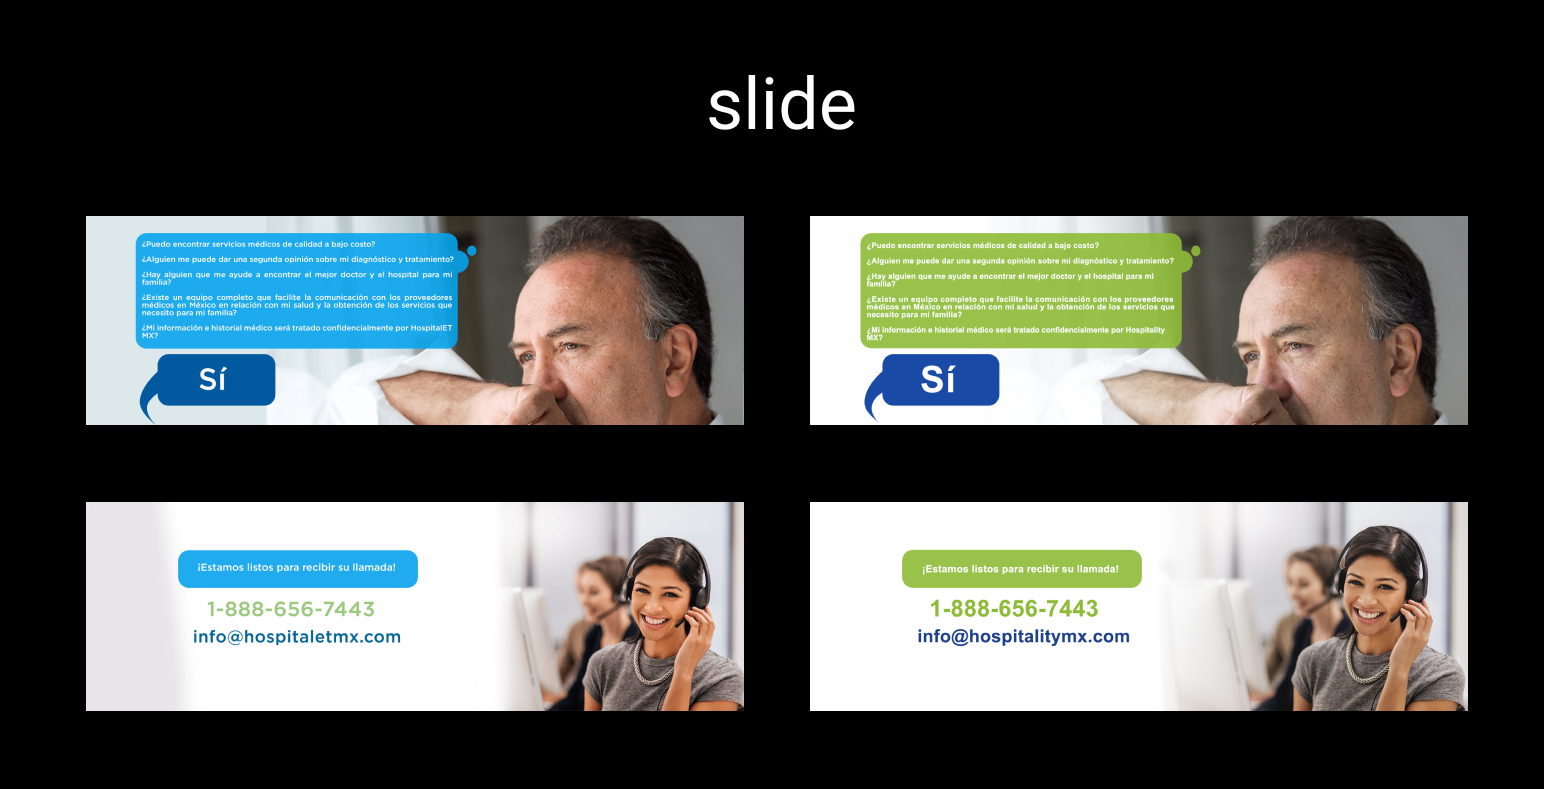 slide
¿Puedo encontrar servicios médicos de calidad a bajo costo?
¿Alguien me puede dar una segunda opinión sobre mi diagnóstico y tratamiento?
¿Hay alguien que me ayude a encontrar el mejor doctor y el hospital para mi
familia?
¿Existe un equipo completo que facilite la comunicación con los proveedores
médicos en México en relación con mi salud y la obtención de los servicios que
necesito para mi familia?
¿Mi información e historial médico será tratado confidencialmente por HospitalET
MX?
Sí
¿Puedo encontrar servicios médicos de calidad a bajo costo?
¿Alguien me puede dar una segunda opinión sobre mi diagnóstico y tratamiento?
¿Hay alguien que me ayude a encontrar el mejor doctor y el hospital para mi
familia?
¿Existe un equipo completo que facilite la comunicación con los proveedores
médicos en México en relación con mi salud y la obtención de los servicios que
necesito para mi familia?
¿Mi información e historial médico será tratado confidencialmente por Hospitality
MX?
Sí
¡Estamos listos para recibir su llamada!
1-888-656-7443
info@hospitaletmx.com
¡Estamos listos para recibir su llamada!
1-888-656-7443
info@hospitalitymx.com